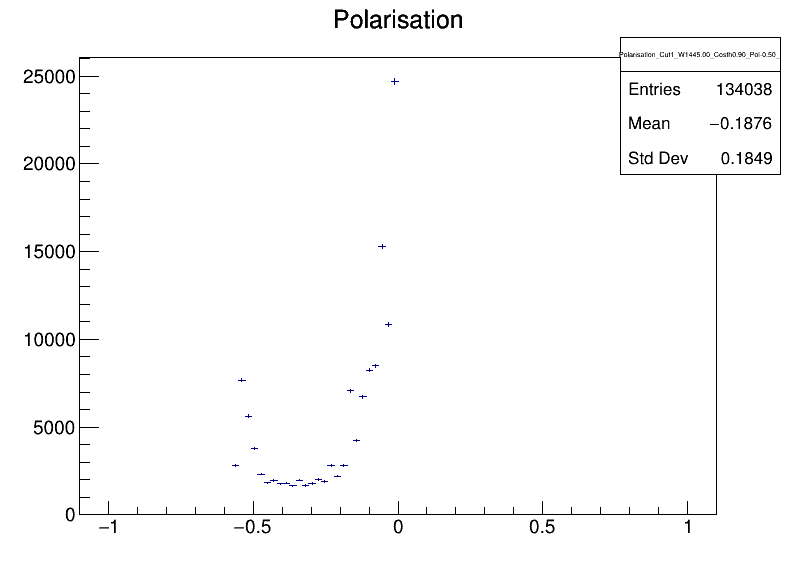 Polarisation
Polarisation_Cut1_W1445.00_Costh0.90_Pol-0.50_
Entries 134038
Mean −0.1876
Std Dev 0.1849
25000
20000
15000
10000
5000
0
−1 −0.5 0 0.5 1